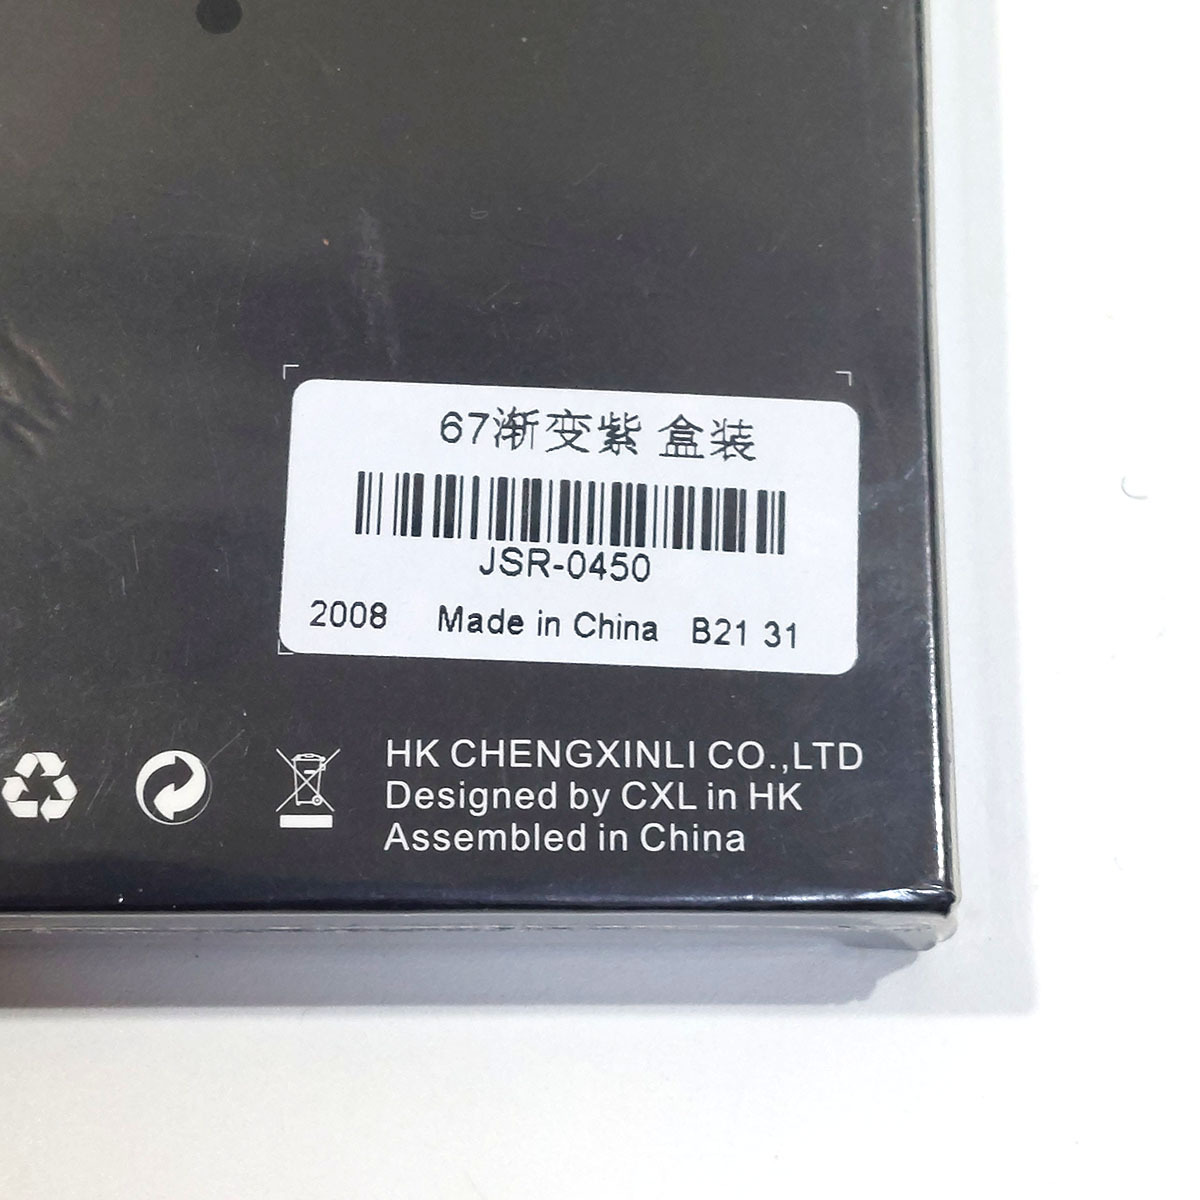 67渐变紫 盒装
JSR-0450
2008 Made in China B21 31
HK CHENGXINLI CO.,LTD
Designed by CXL in HK
Assembled in China